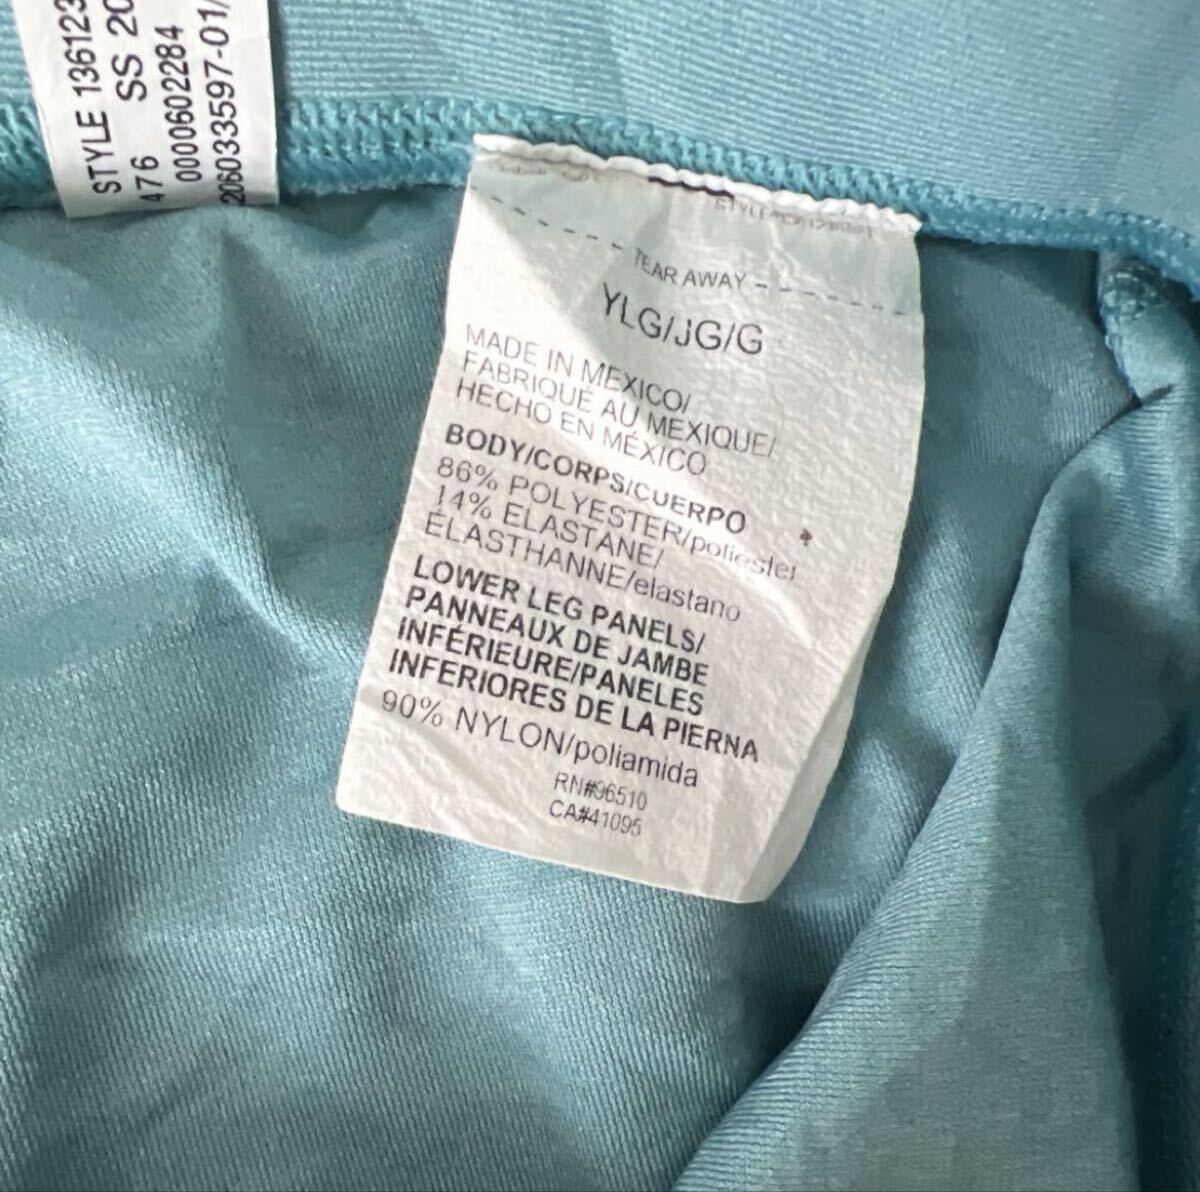 STYLE 136123
476 SS 20
0000602284
206033597-01/
TEAR AWAY
YLG/JG/G
MADE IN MEXICO/
FABRIQUÉ AU MEXIQUE/
HECHO EN MÉXICO
BODY/CORPS/CUERPO
86% POLYESTER/poliester
14% ELASTANE/
ÉLASTHANNE/elastano
LOWER LEG PANELS/
PANNEAUX DE JAMBE
INFÉRIEURE/PANELES
INFERIORES DE LA PIERNA
90% NYLON/poliamida
RN#96510
CA#41095